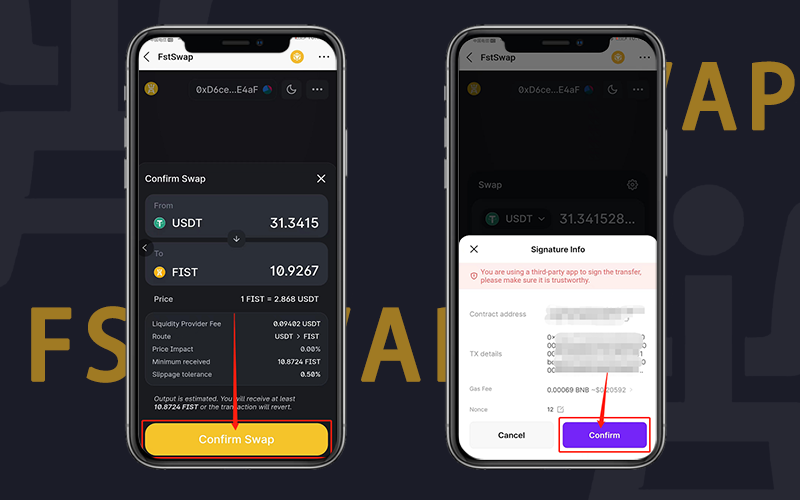 FstSwap
0xD6ce...E4aF
Confirm Swap
From
USDT
31.3415
To
FIST
10.9267
Price
1 FIST = 2.868 USDT
Liquidity Provider Fee
0.09402 USDT
Route
USDT > FIST
Price Impact
0.00%
Minimum received
10.8724 FIST
Slippage tolerance
0.50%
Output is estimated. You will receive at least
10.8724 FIST or the transaction will revert.
Confirm Swap
FstSwap
0xD6ce...E4aF
Swap
USDT
31.341528...
Signature Info
You are using a third-party app to sign the transfer,
please make sure it is trustworthy.
Contract address
TX details
Gas Fee
0.00069 BNB ~$0.20592
Nonce
12
Cancel
Confirm